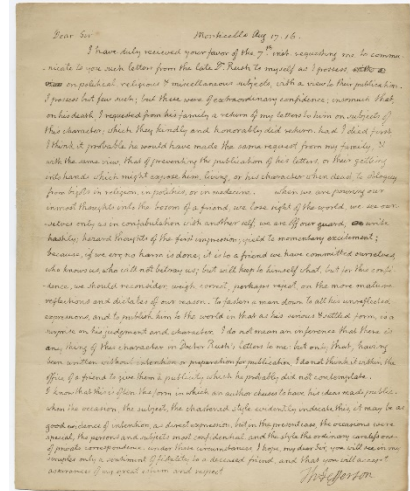 Dear Sir Monticello Aug 17. 16.
I have duly received your favor of the 7th inst. requesting me to commu-
-nicate to you such letters from the late Dr. Rush to myself as I possess,
on political religious & miscellaneous subjects, with a view to their publication.
I possess but few such; but these were of extraordinary confidence; insomuch that,
on his death, I requested from his family a return of my letters to him on subjects of
this character, which they kindly and honorably did return. had I died first
I think it probable he would have made the same request from my family, &
with the same view, that of preventing the publication of his letters, or their getting
into hands which might expose him, living, or his character when dead, to
from bigots in religion, in politics, or in medecine. when we are pouring our
inmost thoughts into the bosom of a friend, we lose sight of the world, we see our-
selves only in confabulation with another self; we are off our guard; write
hastily; hazard thoughts of the first impression; yield to momentary excitement;
because, if we err, no harm is done; it is to a friend we have committed ourselves,
who knows us, who will not betray us; but will keep to himself what, but for this confi-
-dence, we should reconsider, weigh, correct, perhaps reject, on the more mature
reflections and dictates of our reason. to fasten a man down to all his unreflected
expressions, and to publish him to the world in that as his serious & settled form, is a
surprise on his judgment and character. I do not mean an inference that there is
any thing of this character in Doctor Rush's letters to me: but only that, having
been written without intention or preparation for publication, I do not think it within the
office of a friend to give them a publicity which he probably did not contemplate.
I know that this is often the form in which an author chooses to have his ideas made public.
when the occasion, the subject, the chastened style evidently indicate this, it may be as
good evidence of intention, as direct expression. but in the present case, the occasions were
special, the persons and subjects most confidential, and the style the ordinary carelessness
of private correspondence. under these circumstances I hope, my dear Sir, you will see in my
scruples only a sentiment of fidelity to a deceased friend, and that you will accept
assurances of my great esteem and respect
Th: Jefferson